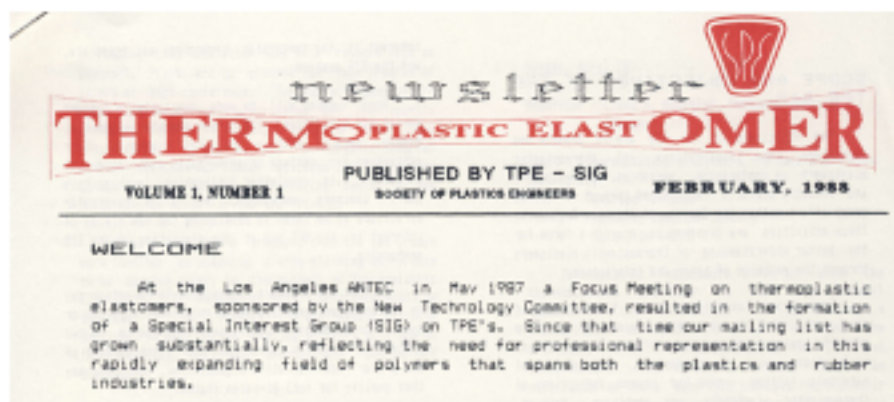 SPE
newsletter
THERMOPLASTIC ELASTOMER
PUBLISHED BY TPE - SIG
VOLUME 1, NUMBER 1
SOCIETY OF PLASTICS ENGINEERS
FEBRUARY, 1988
WELCOME
At the Los Angeles ANTEC in May 1987 a Focus Meeting on thermoplastic
elastomers, sponsored by the New Technology Committee, resulted in the formation
of a Special Interest Group (SIG) on TPE's. Since that time our mailing list has
grown substantially, reflecting the need for professional representation in this
rapidly expanding field of polymers that spans both the plastics and rubber
industries.